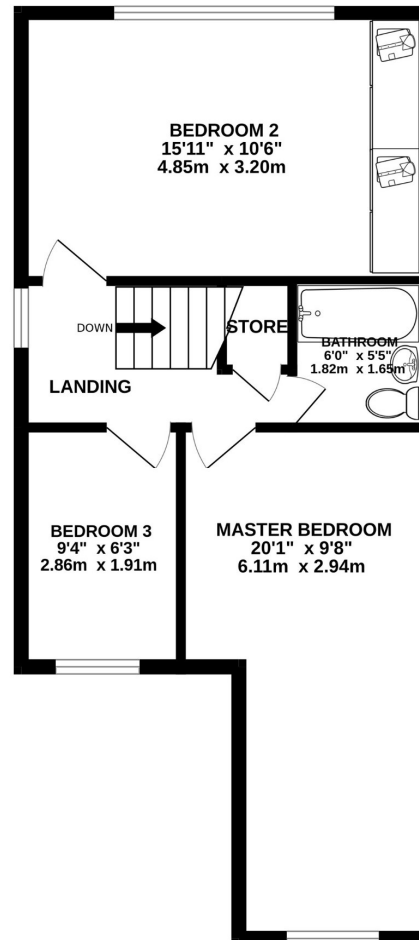 BEDROOM 2
15'11" x 10'6"
4.85m x 3.20m
DOWN
STORE
BATHROOM
6'0" x 5'5"
1.82m x 1.65m
LANDING
BEDROOM 3
9'4" x 6'3"
2.86m x 1.91m
MASTER BEDROOM
20'1" x 9'8"
6.11m x 2.94m